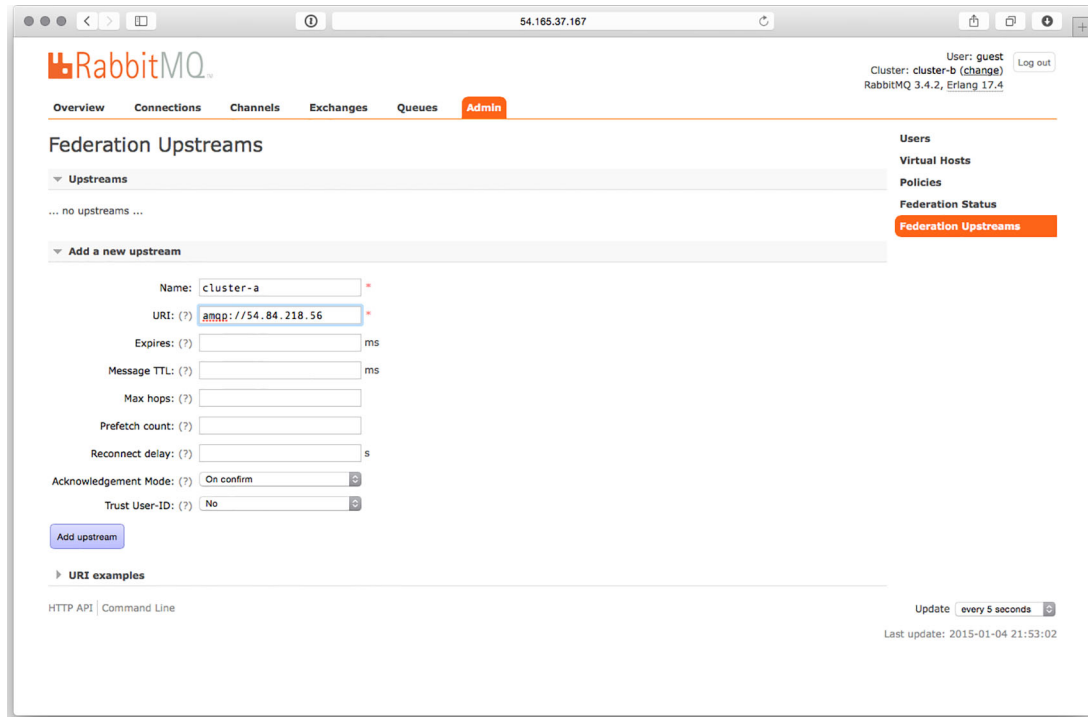 54.165.37.167
RabbitMQ
User: guest
Cluster: cluster-b (change)
RabbitMQ 3.4.2, Erlang 17.4
Log out
Overview Connections Channels Exchanges Queues Admin
Federation Upstreams
Upstreams
... no upstreams ...
Add a new upstream
Name: cluster-a *
URI: (?) amqp://54.84.218.56 *
Expires: (?) ms
Message TTL: (?) ms
Max hops: (?)
Prefetch count: (?)
Reconnect delay: (?) s
Acknowledgement Mode: (?) On confirm
Trust User-ID: (?) No
Add upstream
URI examples
HTTP API Command Line
Users
Virtual Hosts
Policies
Federation Status
Federation Upstreams
Update every 5 seconds
Last update: 2015-01-04 21:53:02